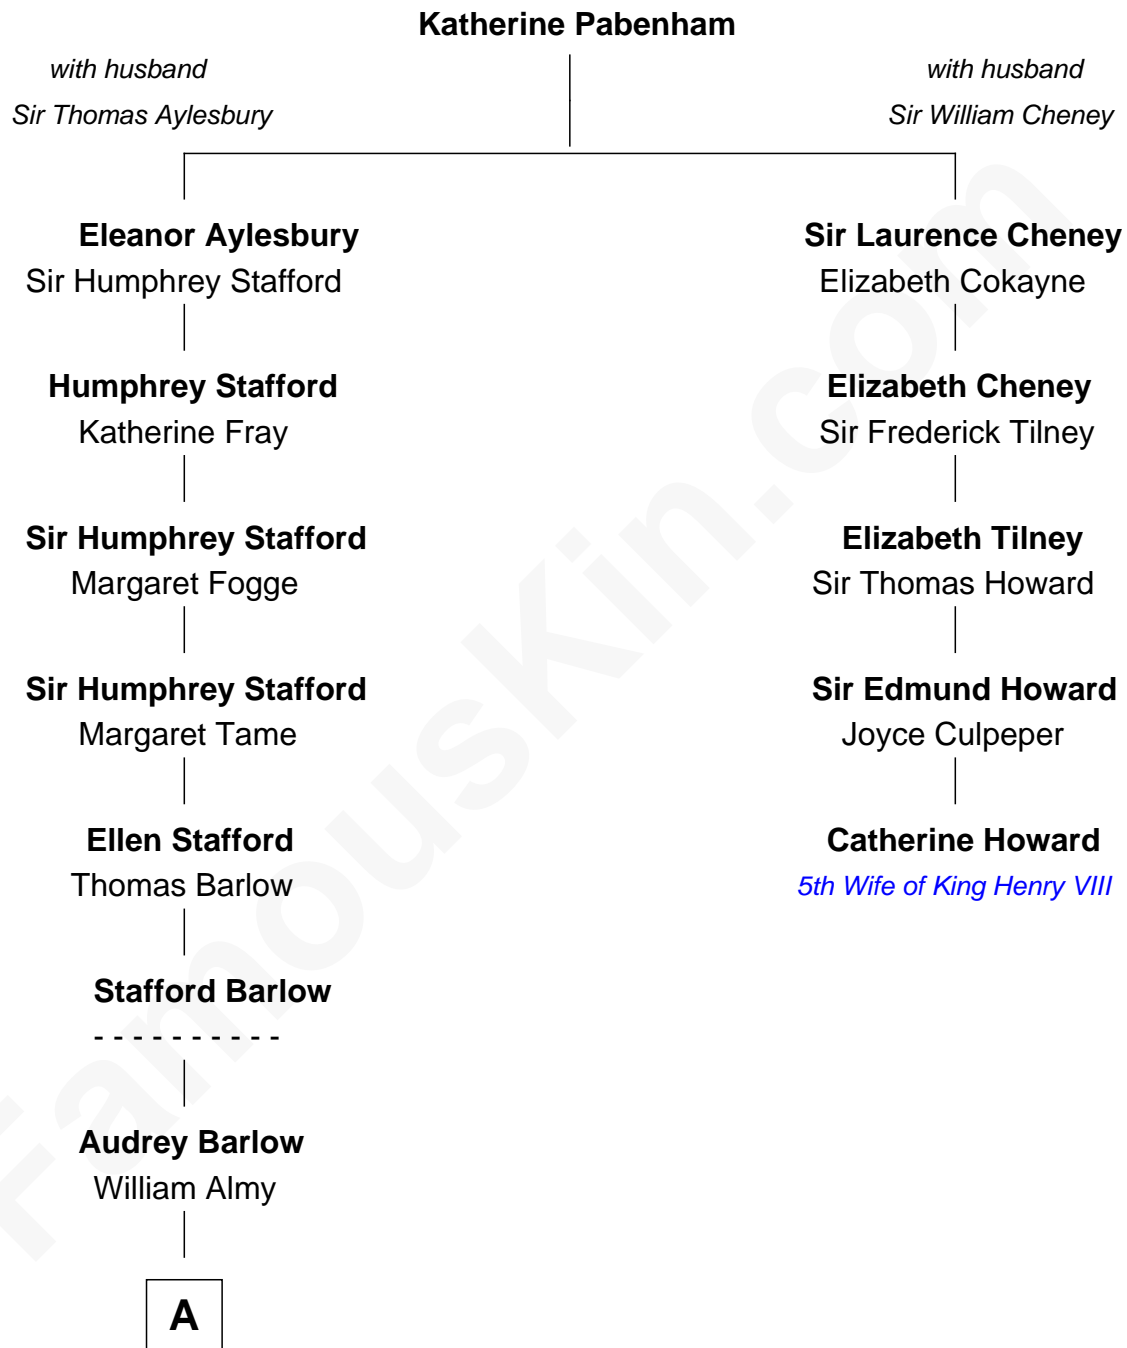 Katherine Pabenham
with husband
Sir Thomas Aylesbury
with husband
Sir William Cheney
Eleanor Aylesbury
Sir Humphrey Stafford
Sir Laurence Cheney
Elizabeth Cokayne
Humphrey Stafford
Katherine Fray
Elizabeth Cheney
Sir Frederick Tilney
Sir Humphrey Stafford
Margaret Fogge
Elizabeth Tilney
Sir Thomas Howard
Sir Humphrey Stafford
Margaret Tame
Sir Edmund Howard
Joyce Culpeper
Ellen Stafford
Thomas Barlow
Catherine Howard
5th Wife of King Henry VIII
Stafford Barlow
- - - - - - - - - -
Audrey Barlow
William Almy
A
FamousKin.com